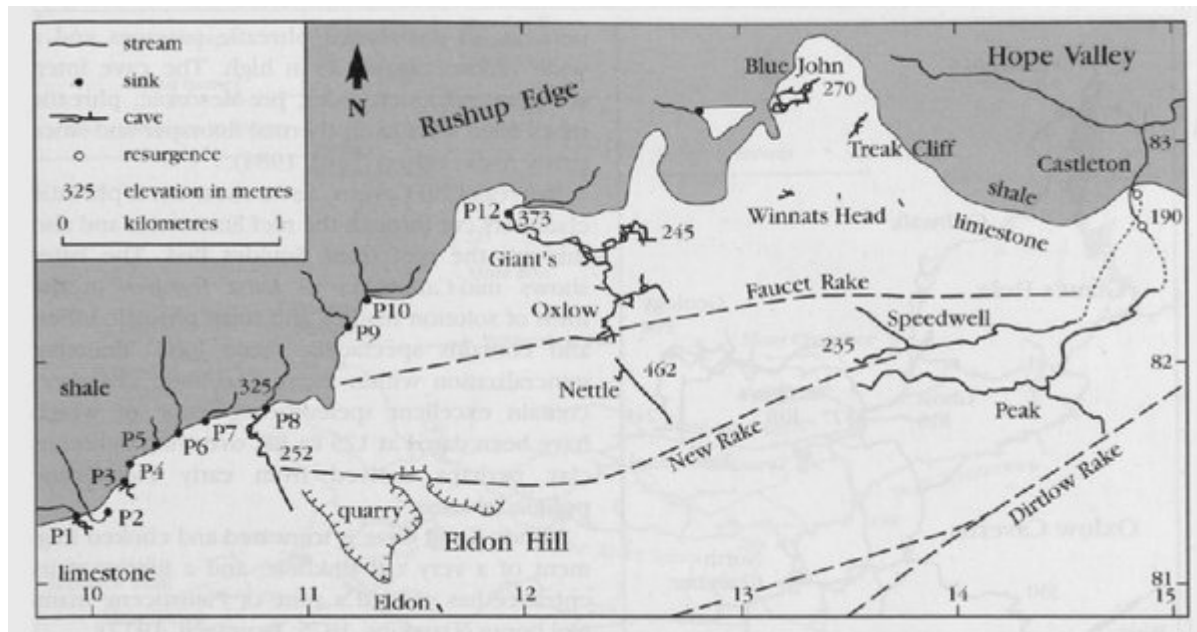 stream
sink
cave
resurgence
325 elevation in metres
0 kilometres 1
N
Rushup Edge
Blue John
270
Hope Valley
Treak Cliff
83
Castleton
shale
limestone
190
Winnats Head
P12
373
245
Giant's
Oxlow
Faucet Rake
P10
P9
Speedwell
235
82
shale
325
462
Nettle
Peak
P8
P7
P6
P5
P4
252
New Rake
P3
Dirtlow Rake
quarry
P2
P1
Eldon Hill
limestone
Eldon
81
10
11
12
13
14
15